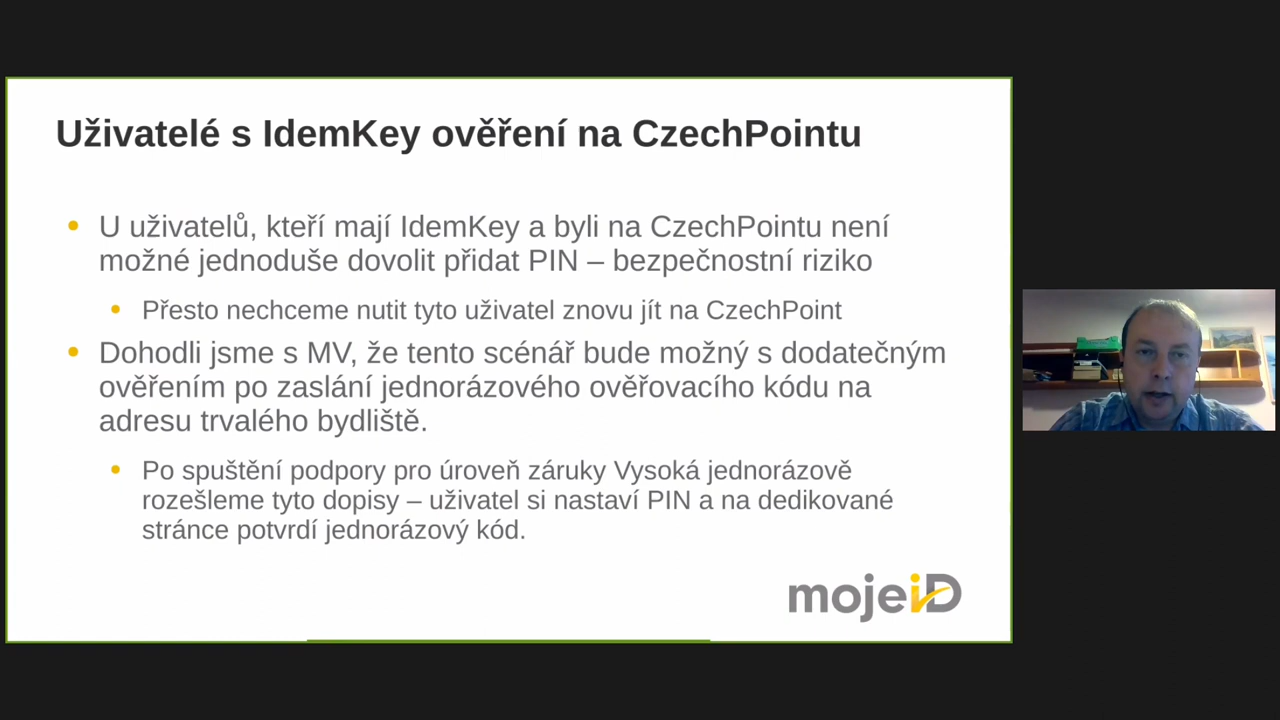 Uživatelé s IdemKey ověření na CzechPointu
U uživatelů, kteří mají IdemKey a byli na CzechPointu není
možné jednoduše dovolit přidat PIN – bezpečnostní riziko
Přesto nechceme nutit tyto uživatel znovu jít na CzechPoint
Dohodli jsme s MV, že tento scénář bude možný s dodatečným
ověřením po zaslání jednorázového ověřovacího kódu na
adresu trvalého bydliště.
Po spuštění podpory pro úroveň záruky Vysoká jednorázově
rozešleme tyto dopisy – uživatel si nastaví PIN a na dedikované
stránce potvrdí jednorázový kód.
mojeiD